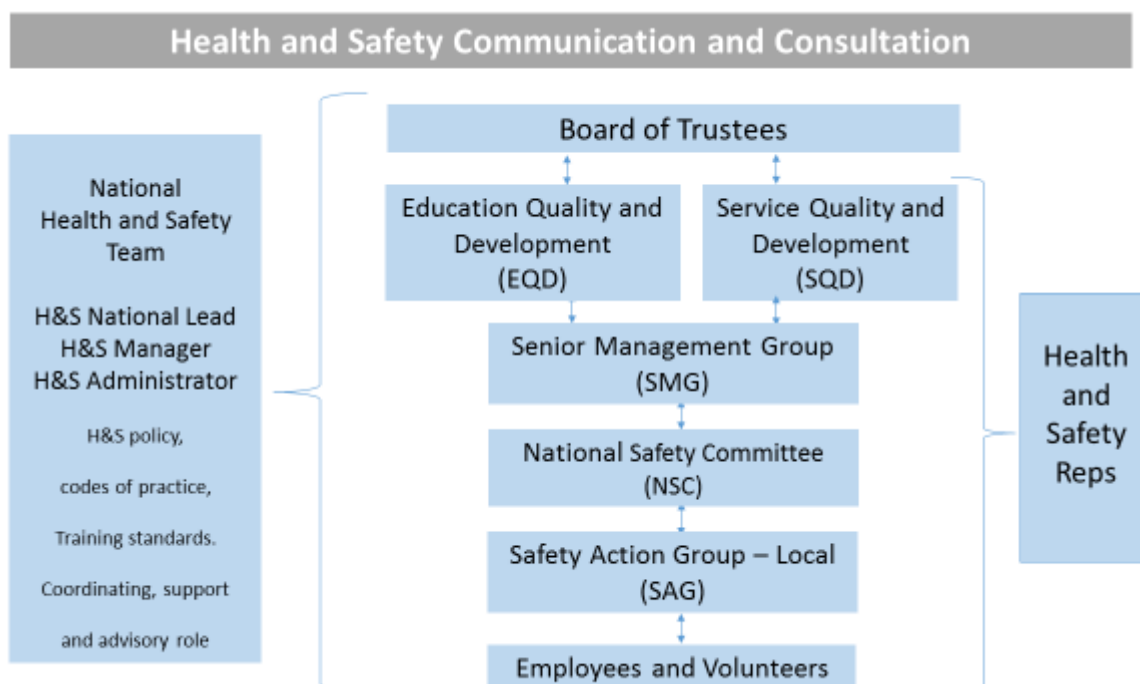 Health and Safety Communication and Consultation
National
Health and Safety
Team
H&S National Lead
H&S Manager
H&S Administrator
H&S policy,
codes of practice,
Training standards.
Coordinating, support
and advisory role
Board of Trustees
Education Quality and
Development
(EQD)
Service Quality and
Development
(SQD)
Senior Management Group
(SMG)
National Safety Committee
(NSC)
Safety Action Group – Local
(SAG)
Employees and Volunteers
Health
and
Safety
Reps